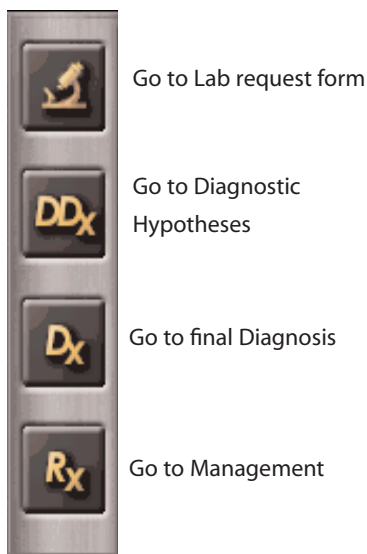 Go to Lab request form
DDx
Go to Diagnostic
Hypotheses
Dx
Go to final Diagnosis
Rx
Go to Management